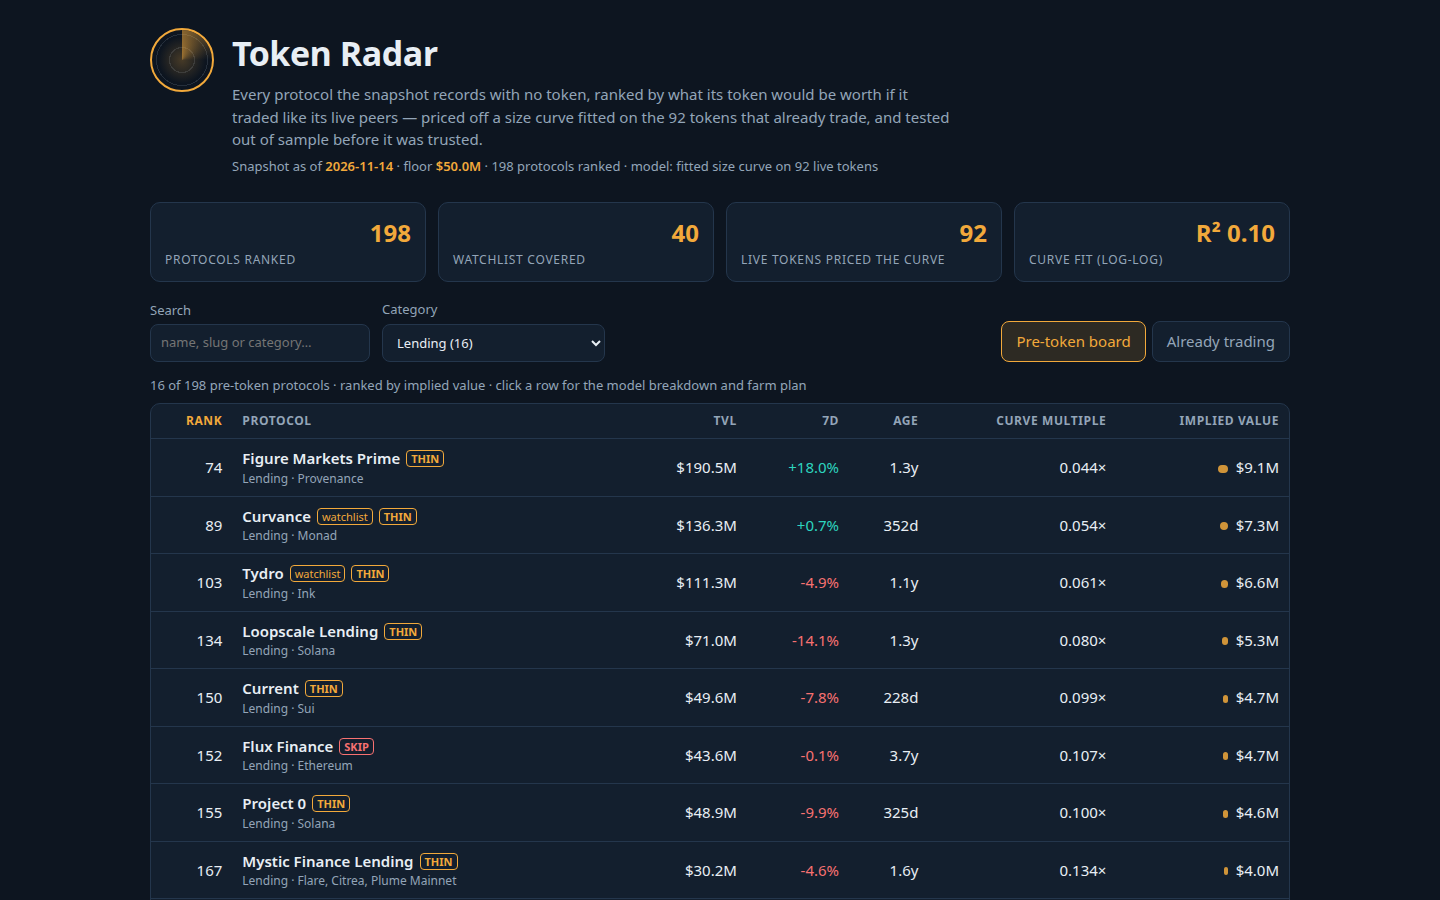 Token Radar
Every protocol the snapshot records with no token, ranked by what its token would be worth if it
traded like its live peers — priced off a size curve fitted on the 92 tokens that already trade, and tested
out of sample before it was trusted.
Snapshot as of 2026-11-14 · floor $50.0M · 198 protocols ranked · model: fitted size curve on 92 live tokens
198
PROTOCOLS RANKED
40
WATCHLIST COVERED
92
LIVE TOKENS PRICED THE CURVE
R² 0.10
CURVE FIT (LOG-LOG)
Search
name, slug or category...
Category
Lending (16)
Pre-token board
Already trading
16 of 198 pre-token protocols · ranked by implied value · click a row for the model breakdown and farm plan
RANK PROTOCOL TVL 7D AGE CURVE MULTIPLE IMPLIED VALUE
74 Figure Markets Prime THIN $190.5M +18.0% 1.3y 0.044× $9.1M
Lending · Provenance
89 Curvance watchlist THIN $136.3M +0.7% 352d 0.054× $7.3M
Lending · Monad
103 Tydro watchlist THIN $111.3M -4.9% 1.1y 0.061× $6.6M
Lending · Ink
134 Loopscale Lending THIN $71.0M -14.1% 1.3y 0.080× $5.3M
Lending · Solana
150 Current THIN $49.6M -7.8% 228d 0.099× $4.7M
Lending · Sui
152 Flux Finance SKIP $43.6M -0.1% 3.7y 0.107× $4.7M
Lending · Ethereum
155 Project 0 THIN $48.9M -9.9% 325d 0.100× $4.6M
Lending · Solana
167 Mystic Finance Lending THIN $30.2M -4.6% 1.6y 0.134× $4.0M
Lending · Flare, Citrea, Plume Mainnet